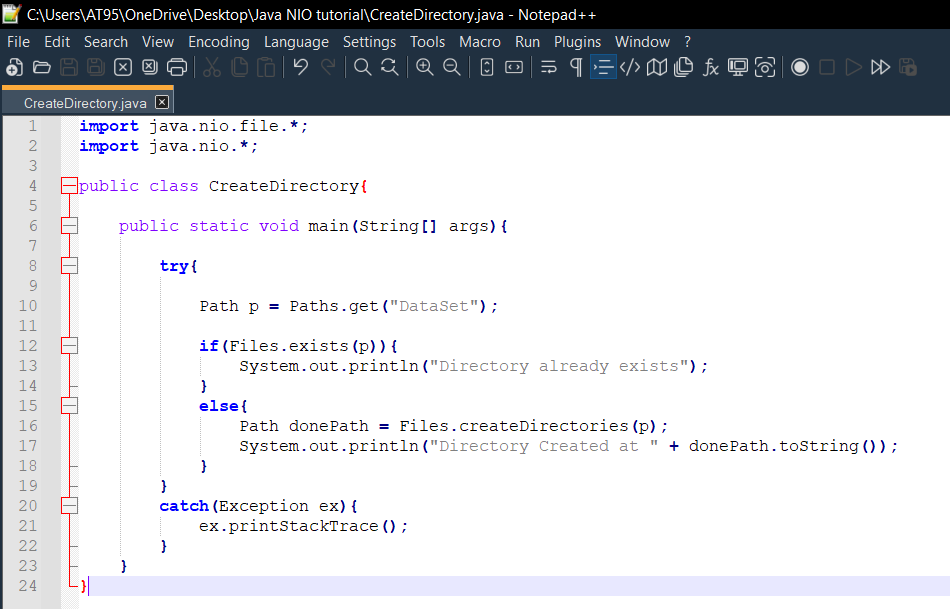 C:\Users\AT95\OneDrive\Desktop\Java NIO tutorial\CreateDirectory.java - Notepad++
File Edit Search View Encoding Language Settings Tools Macro Run Plugins Window ?
CreateDirectory.java
1 import java.nio.file.*;
2 import java.nio.*;
3
4 public class CreateDirectory{
5
6 public static void main(String[] args){
7
8 try{
9
10 Path p = Paths.get("DataSet");
11
12 if(Files.exists(p)){
13 System.out.println("Directory already exists");
14 }
15 else{
16 Path donePath = Files.createDirectories(p);
17 System.out.println("Directory Created at " + donePath.toString());
18 }
19 }
20 catch(Exception ex){
21 ex.printStackTrace();
22 }
23 }
24 }